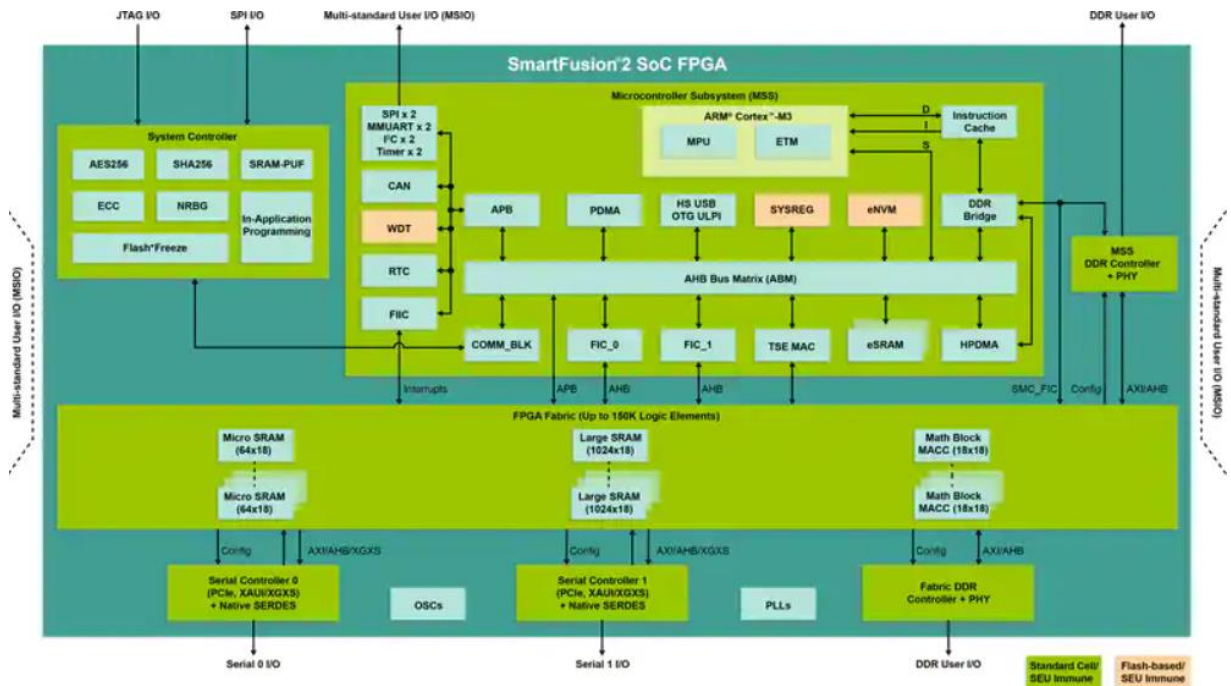 JTAG I/O
SPI I/O
Multi-standard User I/O (MSIO)
DDR User I/O
SmartFusion®2 SoC FPGA
Microcontroller Subsystem (MSS)
System Controller
AES256
SHA256
SRAM-PUF
ECC
NRBG
In-Application
Programming
Flash*Freeze
SPI x 2
MMUART x 2
I²C x 2
Timer x 2
CAN
WDT
RTC
FIIC
ARM® Cortex™-M3
MPU
ETM
D
I
S
Instruction
Cache
APB
PDMA
HS USB
OTG ULPI
SYSREG
eNVM
DDR
Bridge
AHB Bus Matrix (ABM)
COMM_BLK
FIC_0
FIC_1
TSE MAC
eSRAM
HPDMA
MSS
DDR Controller
+ PHY
Multi-standard User I/O (MSIO)
Multi-standard User I/O (MSIO)
Interrupts
APB
AHB
AHB
SMC_FIC
Config
AXI/AHB
FPGA Fabric (Up to 150K Logic Elements)
Micro SRAM
(64x18)
Micro SRAM
(64x18)
Large SRAM
(1024x18)
Large SRAM
(1024x18)
Math Block
MACC (18x18)
Math Block
MACC (18x18)
Config
AXI/AHB/XGXS
Config
AXI/AHB/XGXS
Config
AXI/AHB
Serial Controller 0
(PCIe, XAUI/XGXS)
+ Native SERDES
OSCs
Serial Controller 1
(PCIe, XAUI/XGXS)
+ Native SERDES
PLLs
Fabric DDR
Controller + PHY
Serial 0 I/O
Serial 1 I/O
DDR User I/O
Standard Cell/
SEU Immune
Flash-based/
SEU Immune